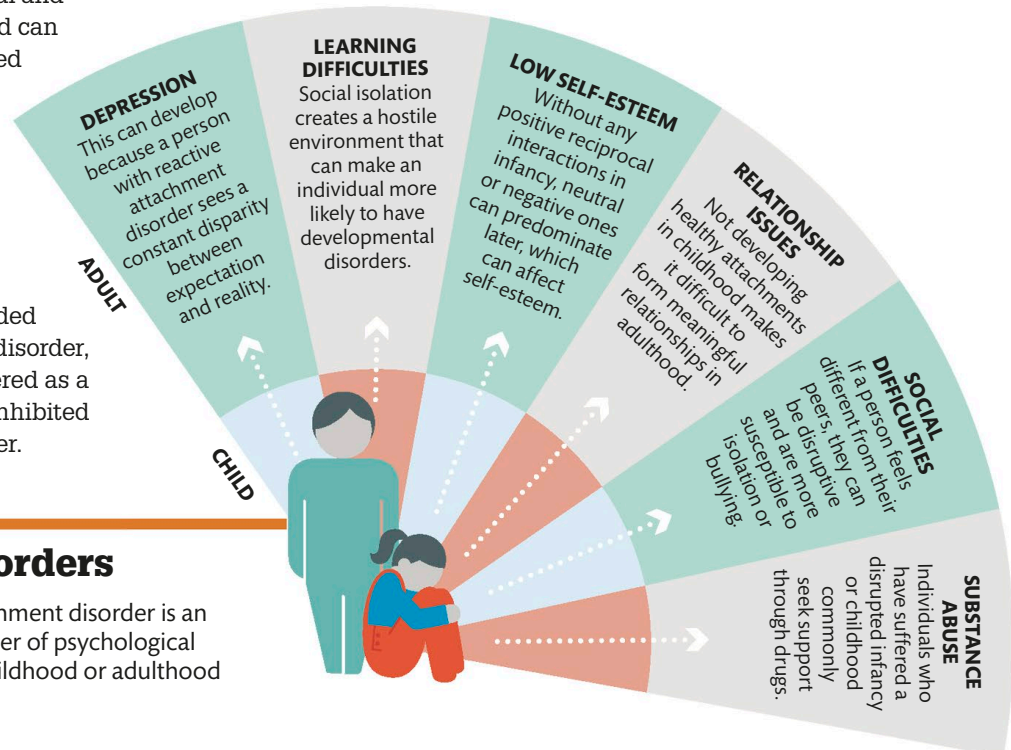 al and
d can
ed
ded
disorder,
ered as a
nhibited
er.
ADULT
CHILD
DEPRESSION
This can develop
because a person
with reactive
attachment
disorder sees a
constant disparity
between
expectation
and reality.
LEARNING
DIFFICULTIES
Social isolation
creates a hostile
environment that
can make an
individual more
likely to have
developmental
disorders.
LOW SELF-ESTEEM
Without any
positive reciprocal
interactions in
infancy, neutral
or negative ones
can predominate
later, which
can affect
self-esteem.
RELATIONSHIP
ISSUES
Not developing
healthy attachments
in childhood makes
it difficult to
form meaningful
relationships in
adulthood.
SOCIAL
DIFFICULTIES
If a person feels
different from their
peers, they can
be disruptive
and are more
susceptible to
isolation or
bullying.
SUBSTANCE
ABUSE
Individuals who
have suffered a
disrupted infancy
or childhood
commonly
seek support
through drugs.
orders
nment disorder is an
er of psychological
ildhood or adulthood